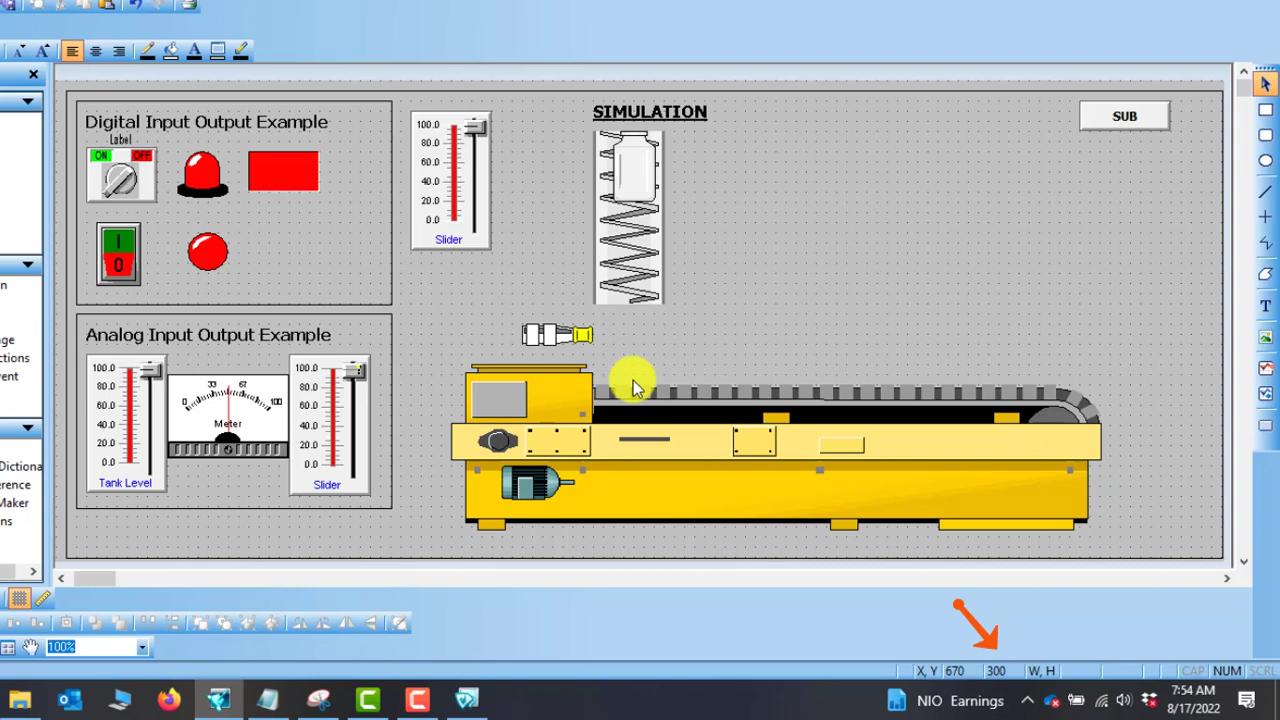 Digital Input Output Example
Label
ON
OFF
I
0
100.0
80.0
60.0
40.0
20.0
0.0
Slider
SIMULATION
SUB
Analog Input Output Example
100.0
80.0
60.0
40.0
20.0
0.0
Tank Level
33
67
0
100
Meter
100.0
80.0
60.0
40.0
20.0
0.0
Slider
n
age
ctions
vent
Dictiona
erence
Maker
ns
100%
X, Y
670
300
W, H
CAP
NUM
SCRL
NIO Earnings
7:54 AM
8/17/2022